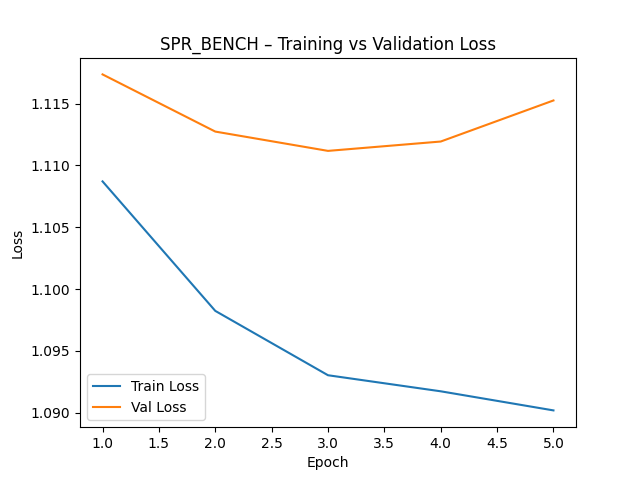 SPR_BENCH – Training vs Validation Loss
1.115
1.110
1.105
1.100
1.095
1.090
Loss
Train Loss
Val Loss
1.0 1.5 2.0 2.5 3.0 3.5 4.0 4.5 5.0
Epoch